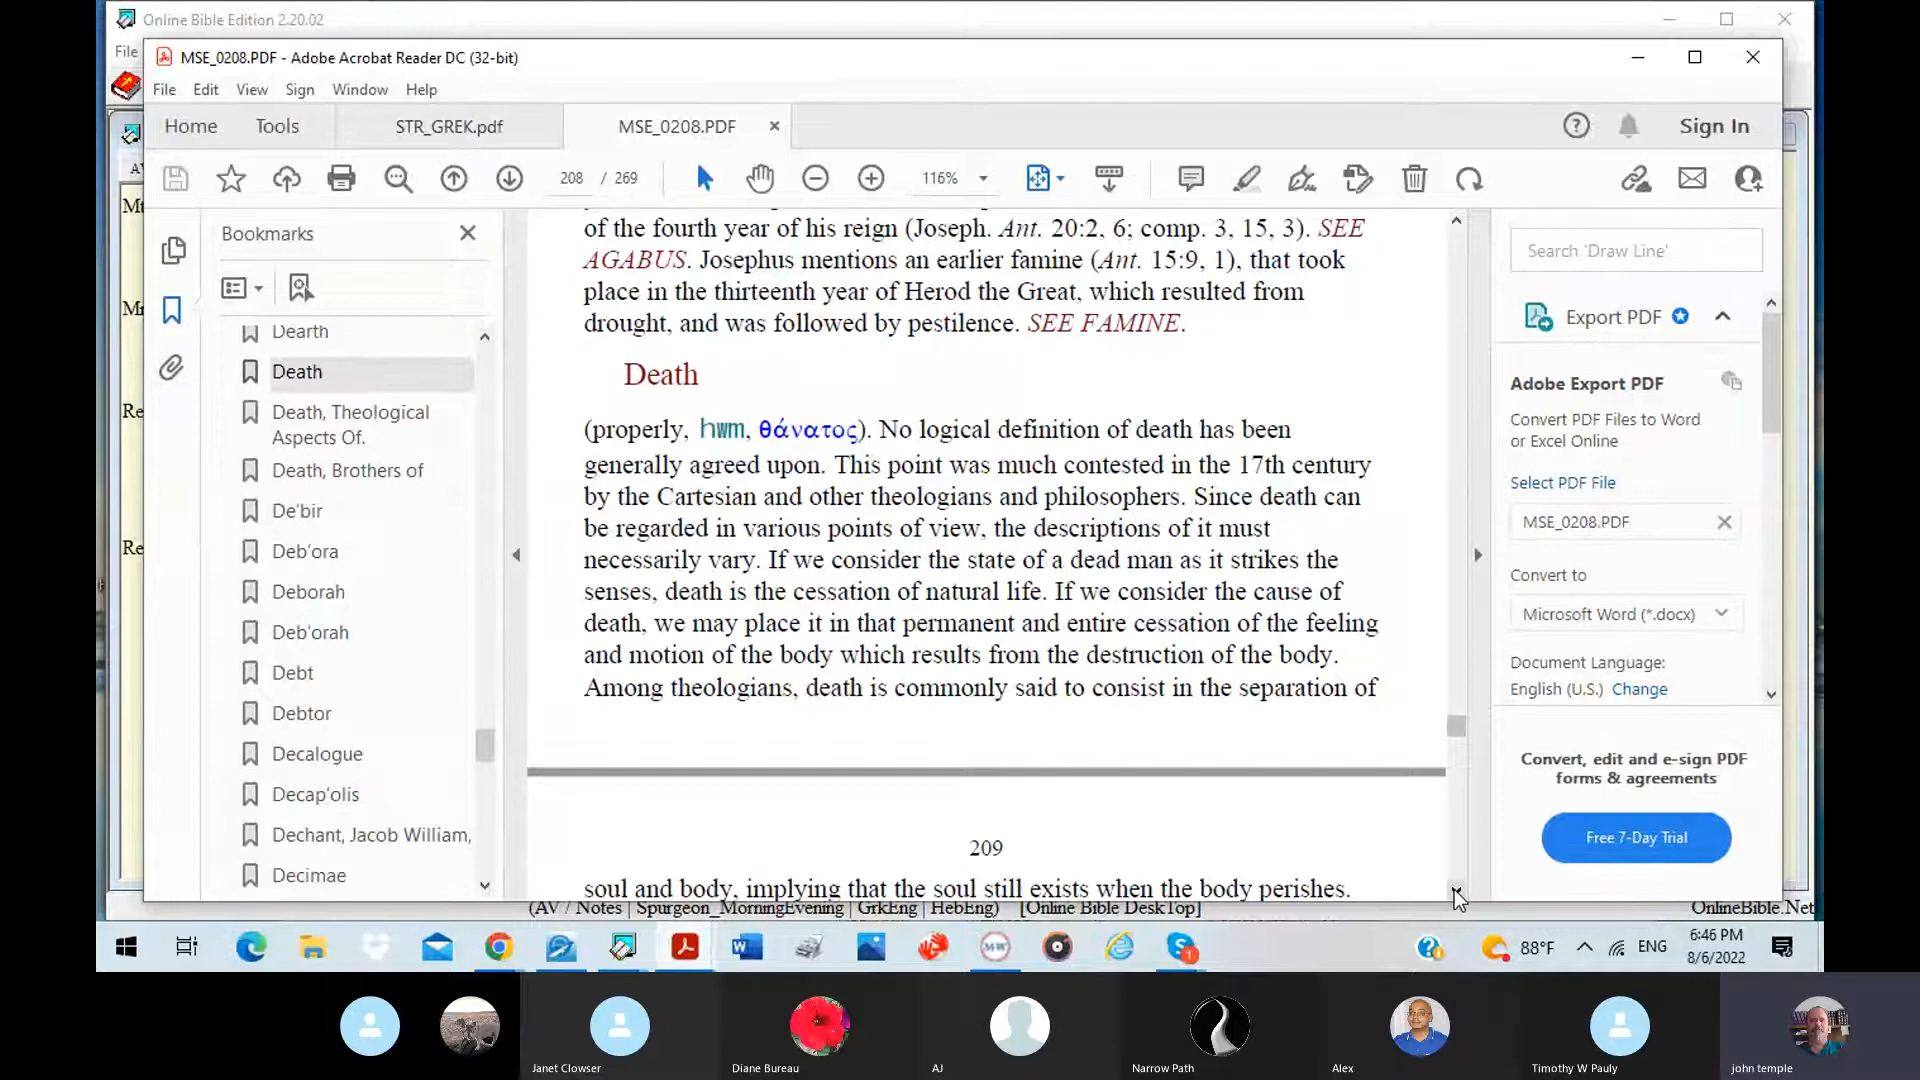 Online Bible Edition 2.20.02
File
MSE_0208.PDF - Adobe Acrobat Reader DC (32-bit)
File Edit View Sign Window Help
Home Tools STR_GREK.pdf MSE_0208.PDF × Sign In
208 / 269 116%
Bookmarks
Dearth
Death
Death, Theological
Aspects Of.
Death, Brothers of
De'bir
Deb'ora
Deborah
Deb'orah
Debt
Debtor
Decalogue
Decap'olis
Dechant, Jacob William,
Decimae
of the fourth year of his reign (Joseph. Ant. 20:2, 6; comp. 3, 15, 3). SEE
AGABUS. Josephus mentions an earlier famine (Ant. 15:9, 1), that took
place in the thirteenth year of Herod the Great, which resulted from
drought, and was followed by pestilence. SEE FAMINE.
Death
(properly, hwm, θάνατος). No logical definition of death has been
generally agreed upon. This point was much contested in the 17th century
by the Cartesian and other theologians and philosophers. Since death can
be regarded in various points of view, the descriptions of it must
necessarily vary. If we consider the state of a dead man as it strikes the
senses, death is the cessation of natural life. If we consider the cause of
death, we may place it in that permanent and entire cessation of the feeling
and motion of the body which results from the destruction of the body.
Among theologians, death is commonly said to consist in the separation of
209
soul and body, implying that the soul still exists when the body perishes.
Search 'Draw Line'
Export PDF
Adobe Export PDF
Convert PDF Files to Word
or Excel Online
Select PDF File
MSE_0208.PDF
Convert to
Microsoft Word (*.docx)
Document Language:
English (U.S.) Change
Convert, edit and e-sign PDF
forms & agreements
Free 7-Day Trial
(AV / Notes | Spurgeon_MorningEvening | GrkEng | HebEng) [Online Bible DeskTop]
OnlineBible.Net
88°F ENG 6:46 PM
8/6/2022
Janet Clowser
Diane Bureau
AJ
Narrow Path
Alex
Timothy W Pauly
john temple